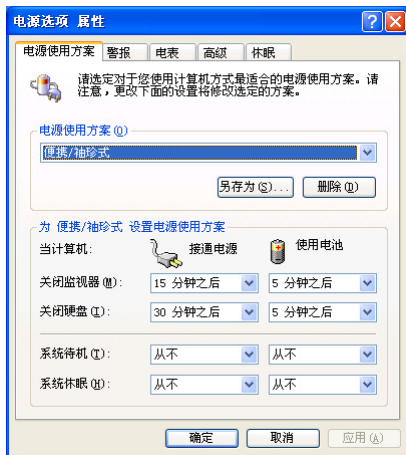 电源选项 属性
电源使用方案 警报 电表 高级 休眠
请选定对于您使用计算机方式最适合的电源使用方案。请
注意，更改下面的设置将修改选定的方案。
电源使用方案(O)
便携/袖珍式
另存为(S)... 删除(D)
为 便携/袖珍式 设置电源使用方案
当计算机: 接通电源 使用电池
关闭监视器(M): 15 分钟之后 5 分钟之后
关闭硬盘(I): 30 分钟之后 5 分钟之后
系统待机(T): 从不 从不
系统休眠(H): 从不 从不
确定 取消 应用(A)